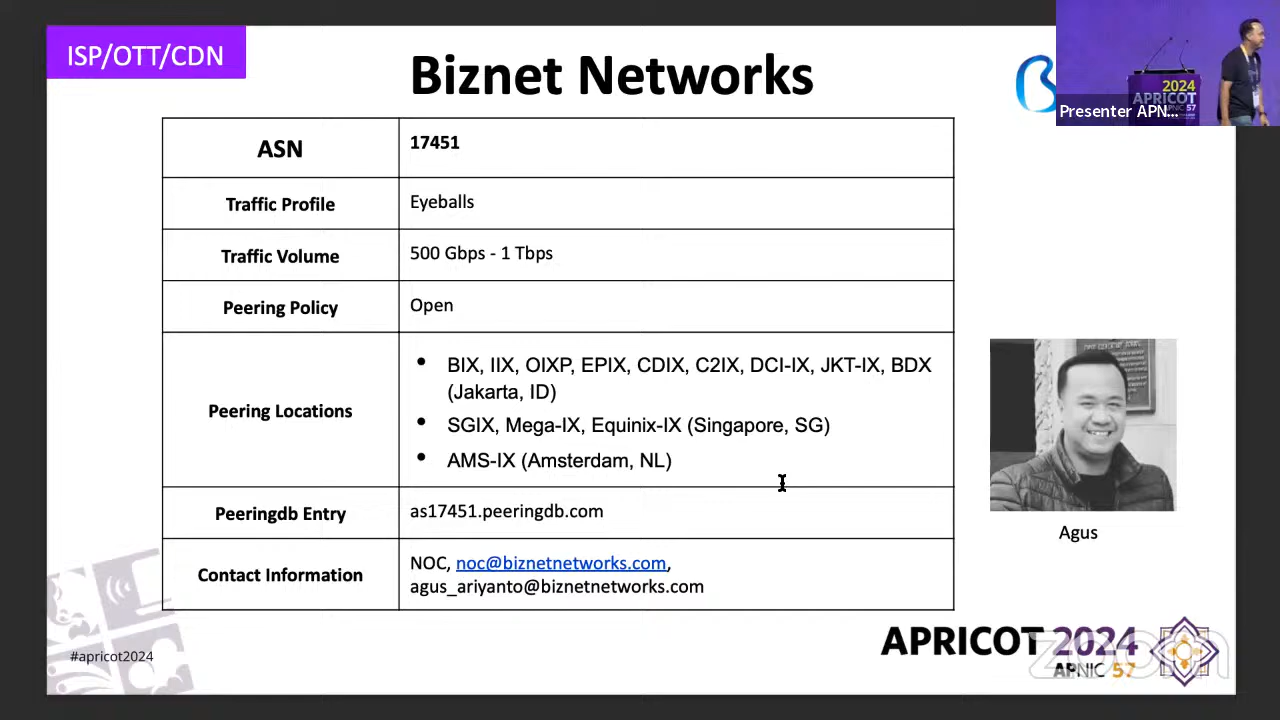 ISP/OTT/CDN
Biznet Networks
2024
APRICOT
APNIC 57
Presenter APN...
ASN
17451
Traffic Profile
Eyeballs
Traffic Volume
500 Gbps - 1 Tbps
Peering Policy
Open
Peering Locations
• BIX, IIX, OIXP, EPIX, CDIX, C2IX, DCI-IX, JKT-IX, BDX
(Jakarta, ID)
• SGIX, Mega-IX, Equinix-IX (Singapore, SG)
• AMS-IX (Amsterdam, NL)
Peeringdb Entry
as17451.peeringdb.com
Contact Information
NOC, noc@biznetnetworks.com,
agus_ariyanto@biznetnetworks.com
Agus
#apricot2024
APRICOT 2024
APNIC 57
zoom